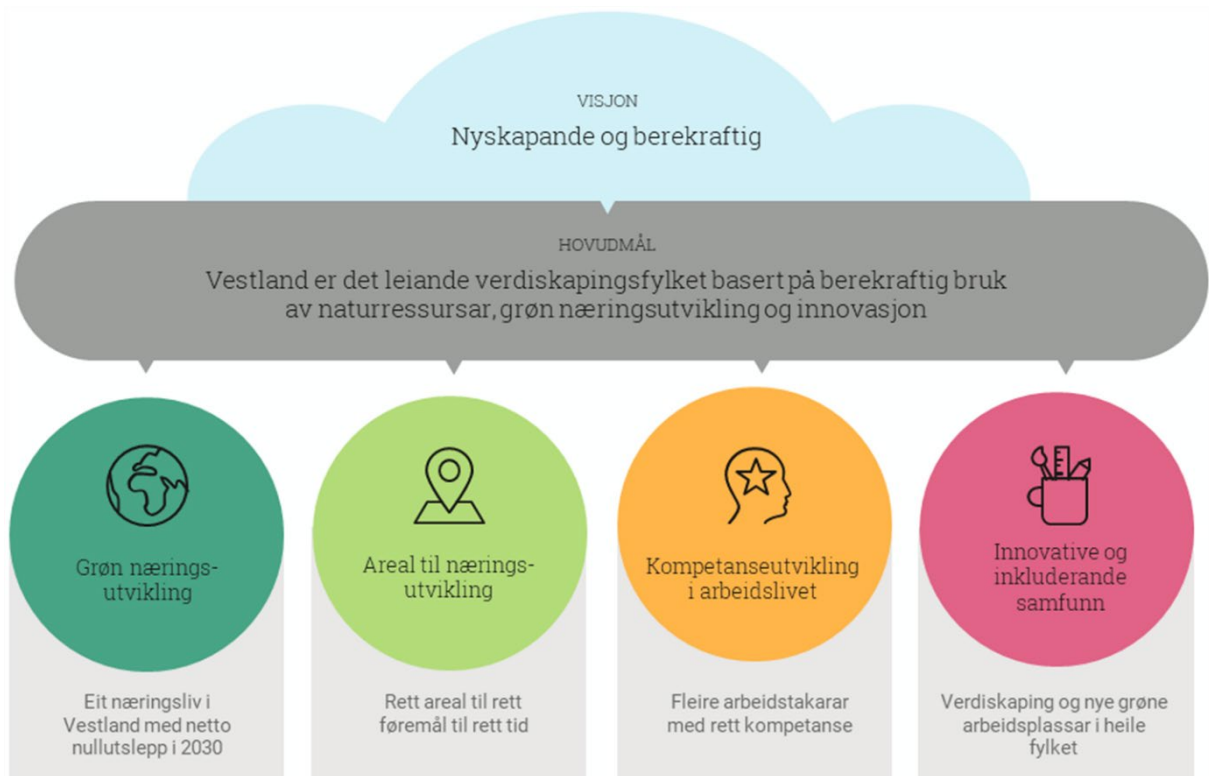 VISJON
Nyskapande og berekraftig
HOVUDMÅL
Vestland er det leiande verdiskapingsfylket basert på berekraftig bruk
av naturressursar, grøn næringsutvikling og innovasjon
Grøn nærings-
utvikling
Eit næringsliv i
Vestland med netto
nullutslepp i 2030
Areal til nærings-
utvikling
Rett areal til rett
føremål til rett tid
Kompetanseutvikling
i arbeidslivet
Fleire arbeidstakarar
med rett kompetanse
Innovative og
inkluderande
samfunn
Verdiskaping og nye grøne
arbeidsplassar i heile
fylket